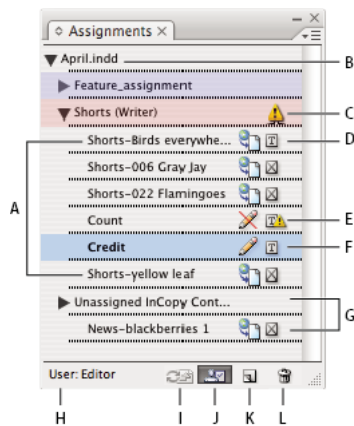 Assignments ×
April.indd
B
Feature_assignment
Shorts (Writer)
C
Shorts-Birds everywhe...
D
A
Shorts-006 Gray Jay
Shorts-022 Flamingoes
Count
E
Credit
F
Shorts-yellow leaf
Unassigned InCopy Cont...
G
News-blackberriies 1
User: Editor
H I J K L